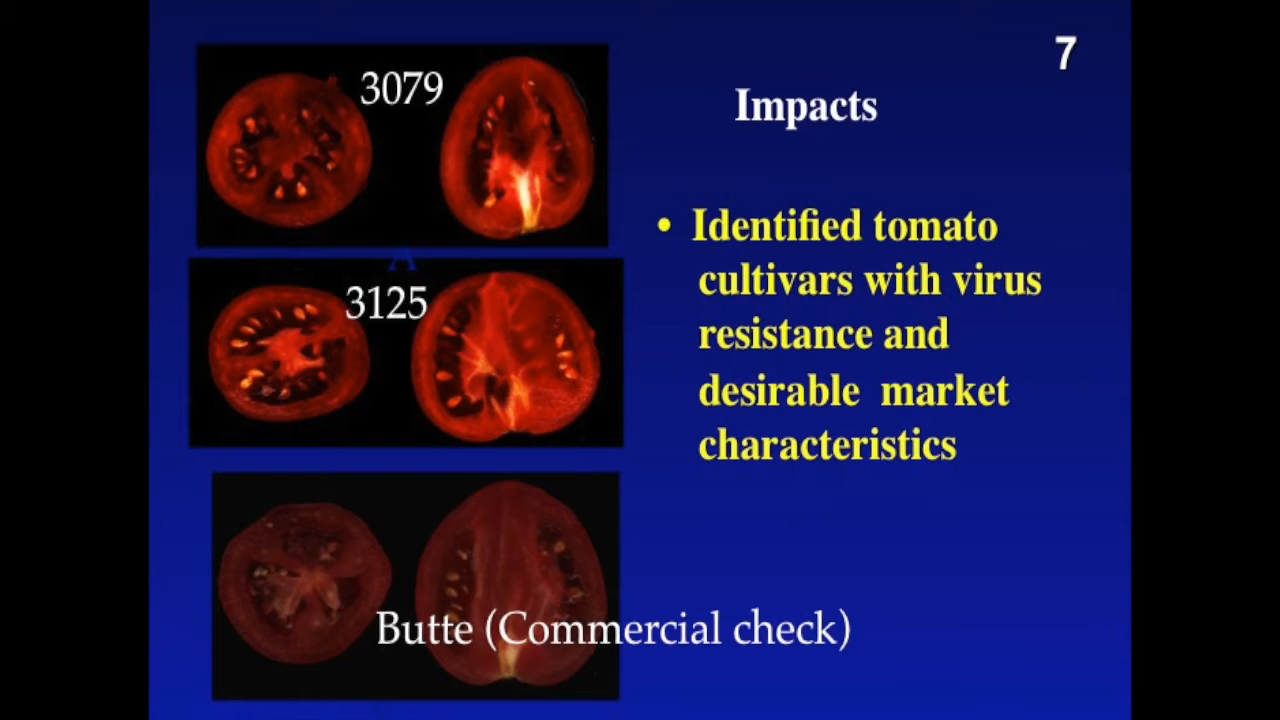 7
3079
Impacts
• Identified tomato
cultivars with virus
resistance and
desirable market
characteristics
A
3125
Butte (Commercial check)